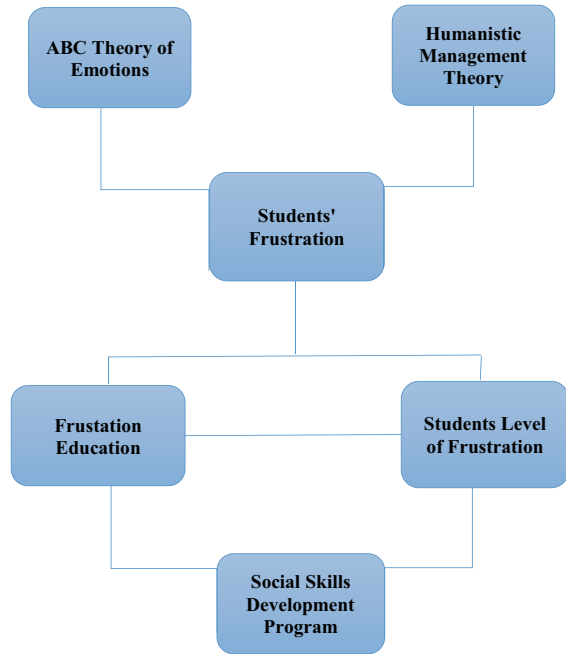 ABC Theory of
Emotions
Humanistic
Management
Theory
Students'
Frustration
Frustation
Education
Students Level
of Frustration
Social Skills
Development
Program